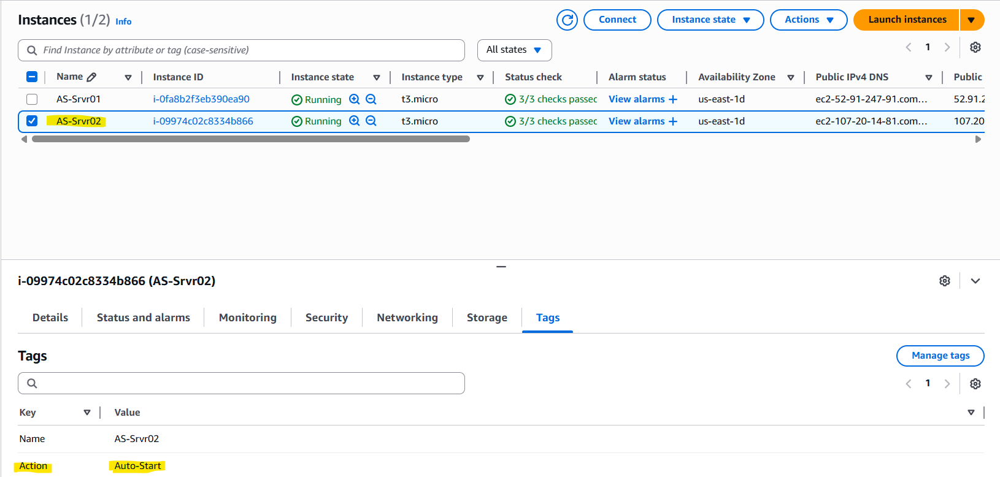 Instances (1/2) Info
Connect
Instance state
Actions
Launch instances
Find Instance by attribute or tag (case-sensitive)
All states
1
Name Instance ID Instance state Instance type Status check Alarm status Availability Zone Public IPv4 DNS Public
AS-Srvr01 i-0fa8b2f3eb390ea90 Running t3.micro 3/3 checks passed View alarms + us-east-1d ec2-52-91-247-91.com... 52.91.2
AS-Srvr02 i-09974c02c8334b866 Running t3.micro 3/3 checks passed View alarms + us-east-1d ec2-107-20-14-81.com... 107.20
i-09974c02c8334b866 (AS-Srvr02)
Details Status and alarms Monitoring Security Networking Storage Tags
Tags
Manage tags
1
Key Value
Name AS-Srvr02
Action Auto-Start